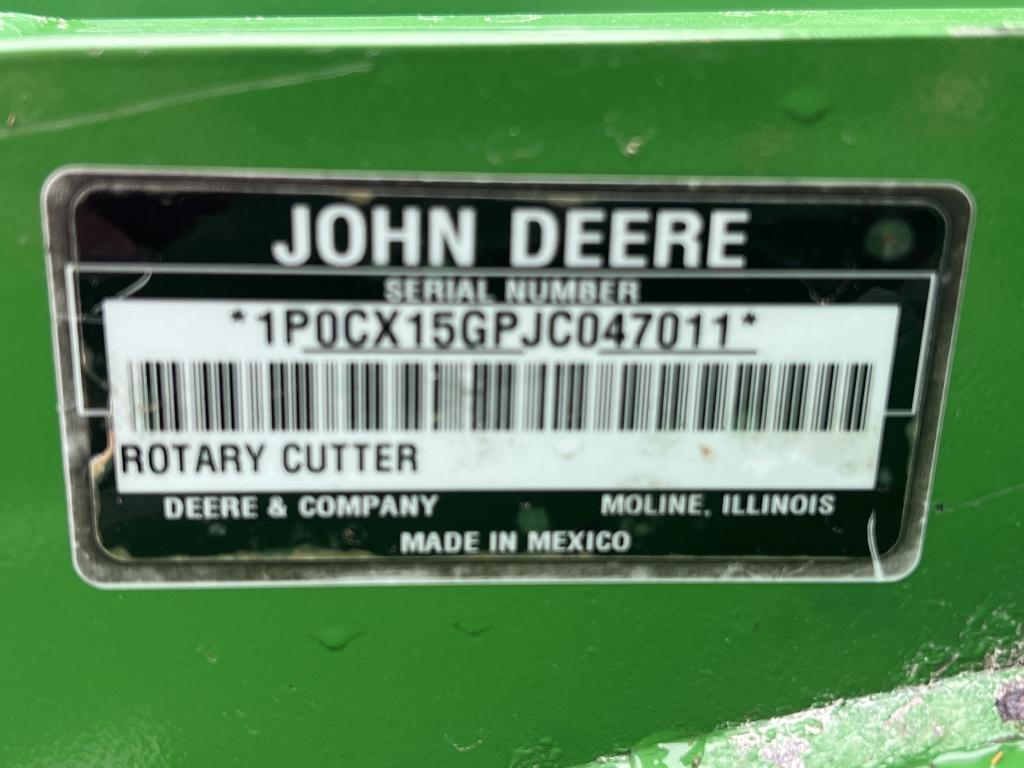 JOHN DEERE
SERIAL NUMBER
*1P0CX15GPJC047011*
ROTARY CUTTER
DEERE & COMPANY MOLINE, ILLINOIS
MADE IN MEXICO